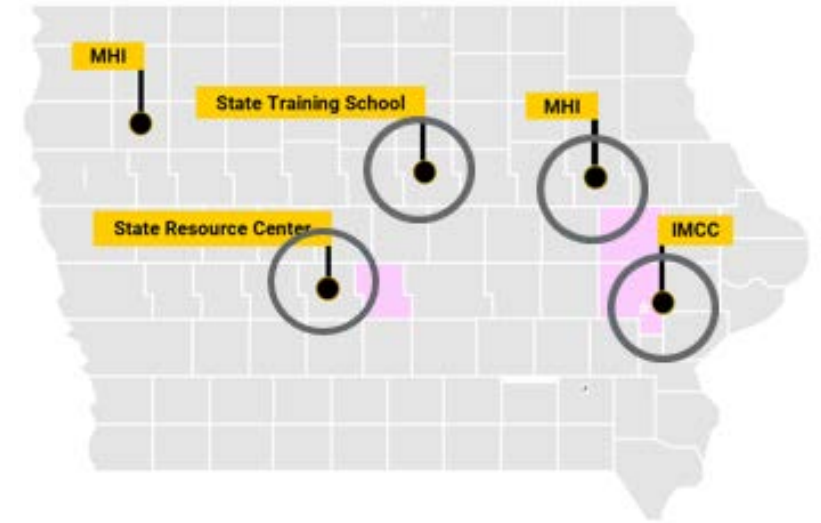 MHI
State Training School
MHI
State Resource Center
IMCC